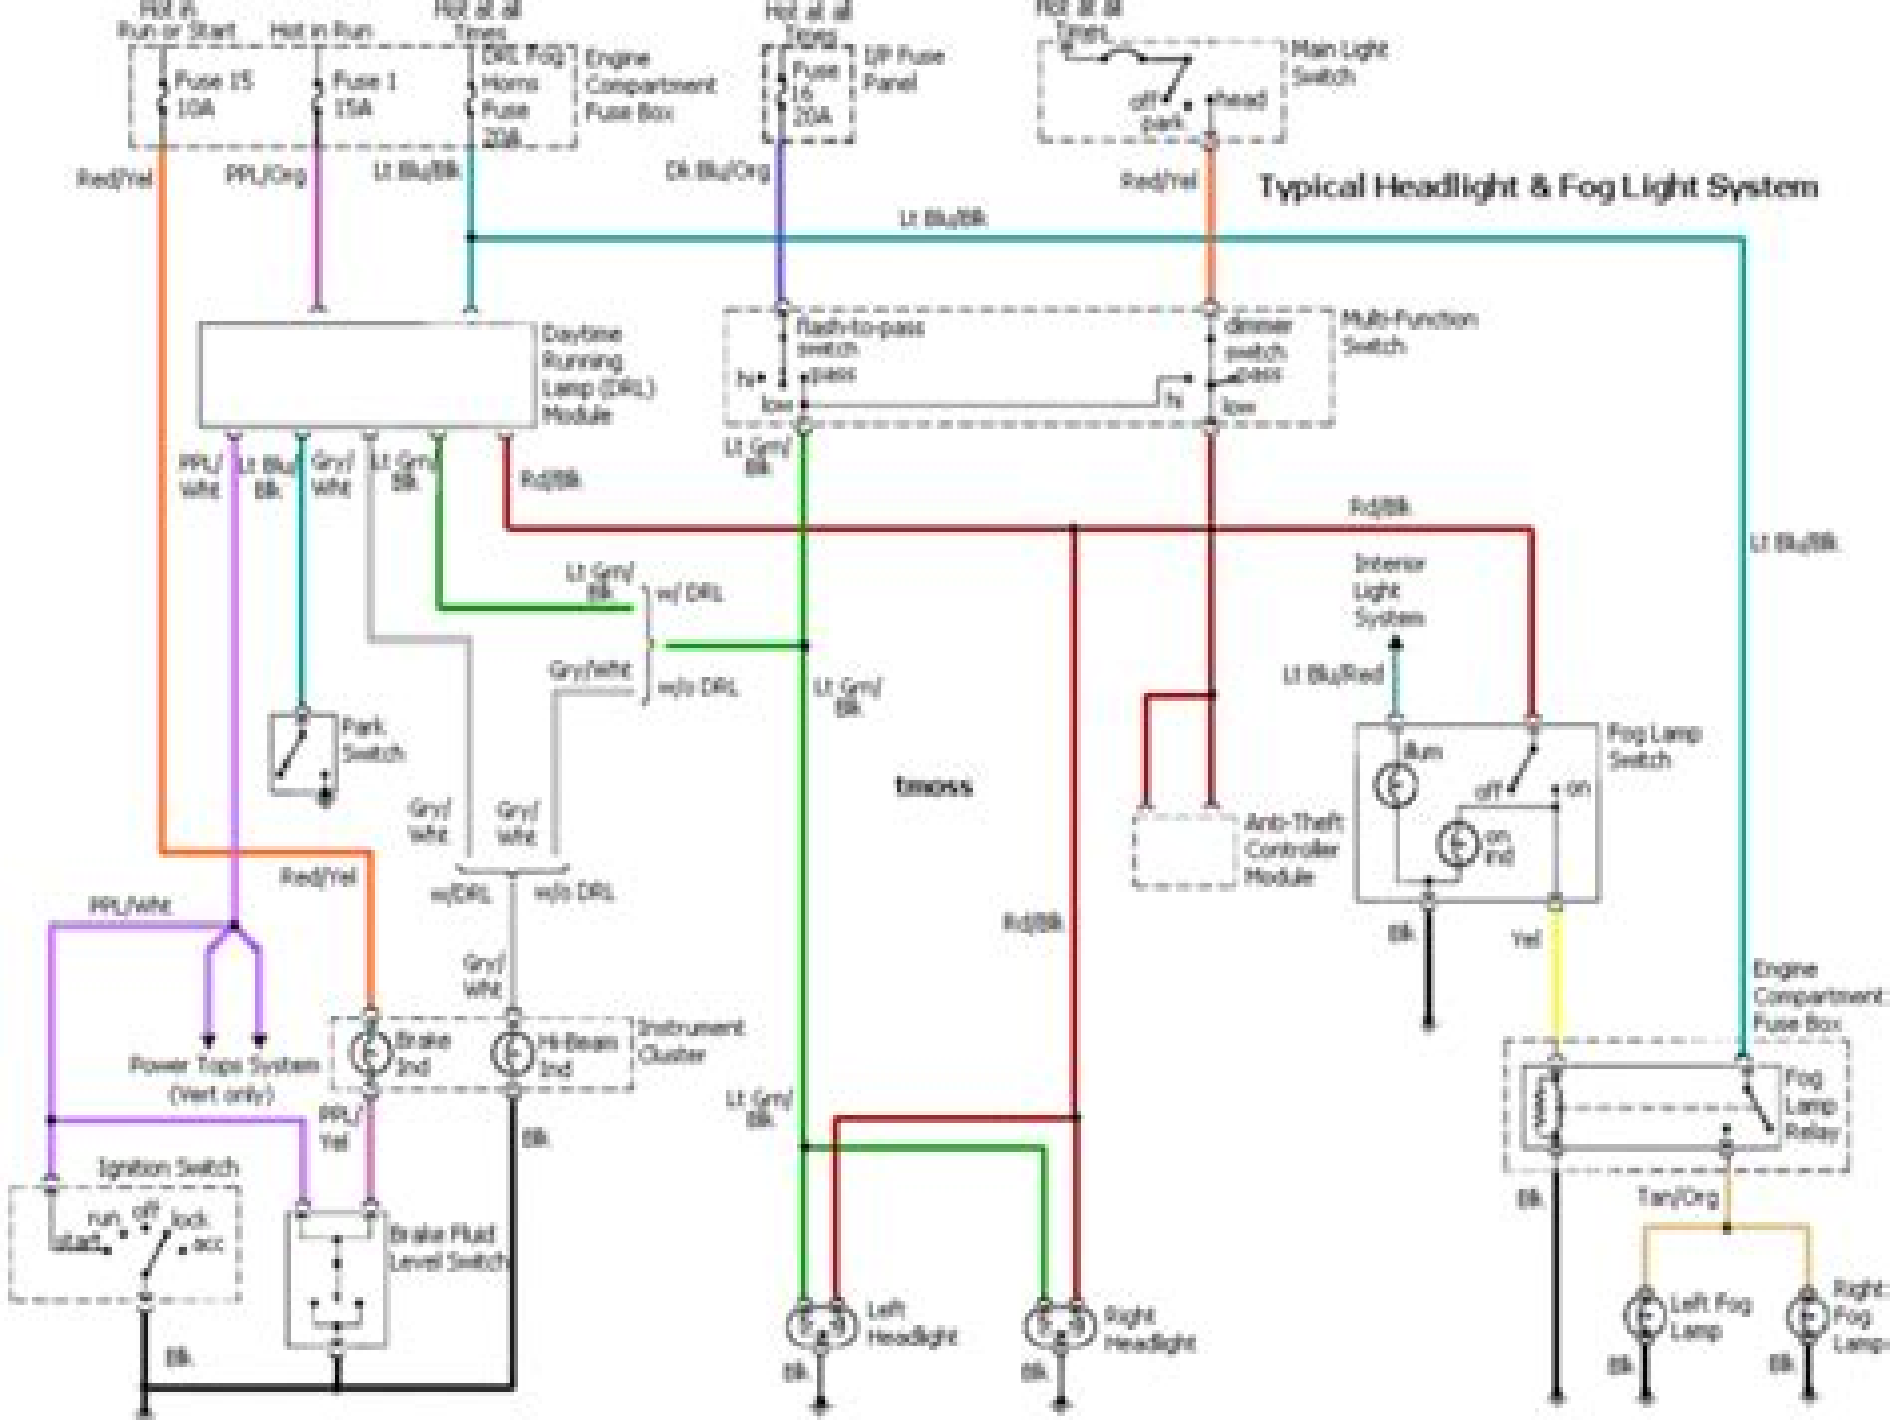 Hot in
Run or Start
Hot in Run
Hot at all
Times
Hot at all
Times
Hot at all
Times
Fuse 15
10A
Fuse 1
15A
DRL Fog
Horns
Fuse
20A
Engine
Compartment
Fuse Box
Fuse
16
20A
I/P Fuse
Panel
off
park
head
Main Light
Switch
Red/Yel
PPL/Org
Lt Blu/Blk
Dk Blu/Org
Red/Yel
Typical Headlight & Fog Light System
Lt Blu/Blk
Daytime
Running
Lamp (DRL)
Module
flash-to-pass
switch
hi
pass
low
dimmer
switch
pass
hi
low
Multi-Function
Switch
PPL/
Wht
Lt Blu/
Blk
Gry/
Wht
Lt Grn/
Blk
Rd/Blk
Lt Grn/
Blk
Rd/Blk
Lt Blu/Blk
Lt Grn/
Blk
w/ DRL
Gry/Wht
w/o DRL
Lt Grn/
Blk
Interior
Light
System
Lt Blu/Red
Park
Switch
tmoss
Illum
off
on
on
ind
Fog Lamp
Switch
Gry/
Wht
Gry/
Wht
Anti-Theft
Controller
Module
Red/Yel
w/DRL
w/o DRL
PPL/Wht
Rd/Blk
Blk
Yel
Gry/
Wht
Engine
Compartment
Fuse Box
Power Tops System
(Vert only)
Brake
Ind
Hi-Beam
Ind
Instrument
Cluster
PPL/
Yel
Blk
Lt Grn/
Blk
Fog
Lamp
Relay
Ignition Switch
run
off
lock
start
acc
Brake Fluid
Level Switch
Blk
Tan/Org
Blk
Left
Headlight
Right
Headlight
Left Fog
Lamp
Right
Fog
Lamp
Blk
Blk
Blk
Blk